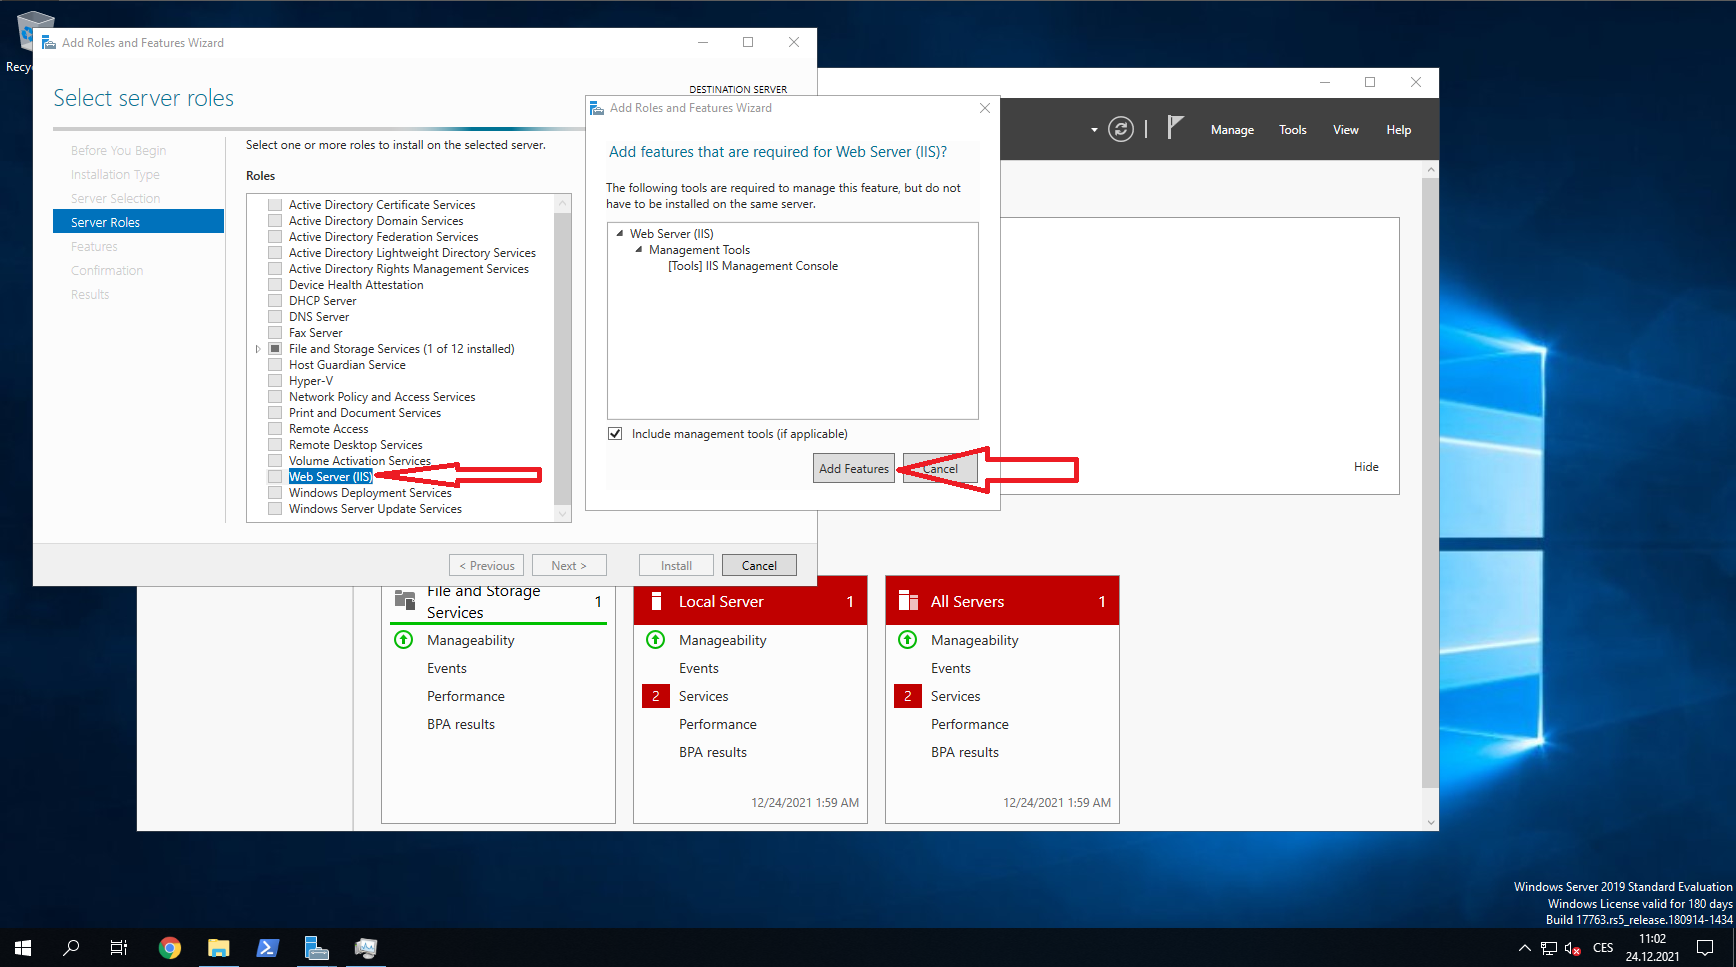 Recy
Add Roles and Features Wizard
Select server roles
DESTINATION SERVER
Before You Begin
Installation Type
Server Selection
Server Roles
Features
Confirmation
Results
Select one or more roles to install on the selected server.
Roles
Active Directory Certificate Services
Active Directory Domain Services
Active Directory Federation Services
Active Directory Lightweight Directory Services
Active Directory Rights Management Services
Device Health Attestation
DHCP Server
DNS Server
Fax Server
File and Storage Services (1 of 12 installed)
Host Guardian Service
Hyper-V
Network Policy and Access Services
Print and Document Services
Remote Access
Remote Desktop Services
Volume Activation Services
Web Server (IIS)
Windows Deployment Services
Windows Server Update Services
< Previous
Next >
Install
Cancel
Add Roles and Features Wizard
Add features that are required for Web Server (IIS)?
The following tools are required to manage this feature, but do not
have to be installed on the same server.
Web Server (IIS)
Management Tools
[Tools] IIS Management Console
Include management tools (if applicable)
Add Features
Cancel
Manage
Tools
View
Help
Hide
File and Storage
Services
1
Manageability
Events
Performance
BPA results
Local Server
1
Manageability
Events
2
Services
Performance
BPA results
12/24/2021 1:59 AM
All Servers
1
Manageability
Events
2
Services
Performance
BPA results
12/24/2021 1:59 AM
Windows Server 2019 Standard Evaluation
Windows License valid for 180 days
Build 17763.rs5_release.180914-1434
CES
11:02
24.12.2021